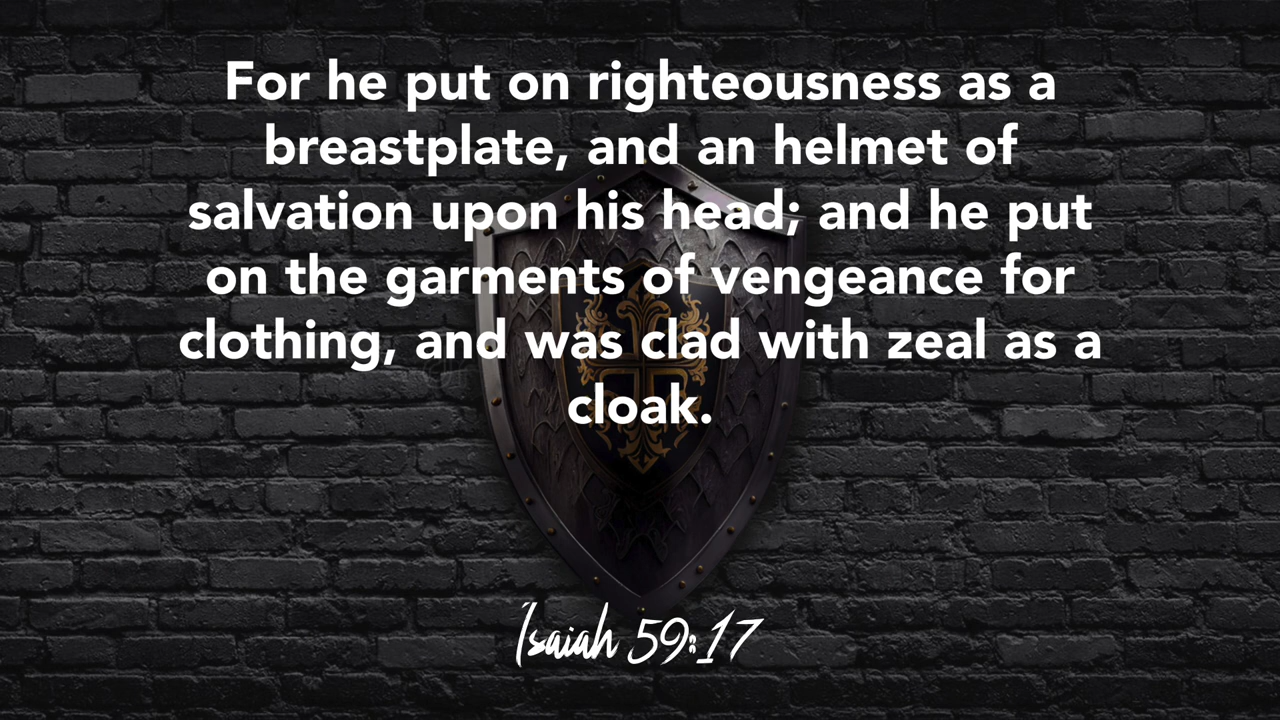 For he put on righteousness as a
breastplate, and an helmet of
salvation upon his head; and he put
on the garments of vengeance for
clothing, and was clad with zeal as a
cloak.
Isaiah 59:17